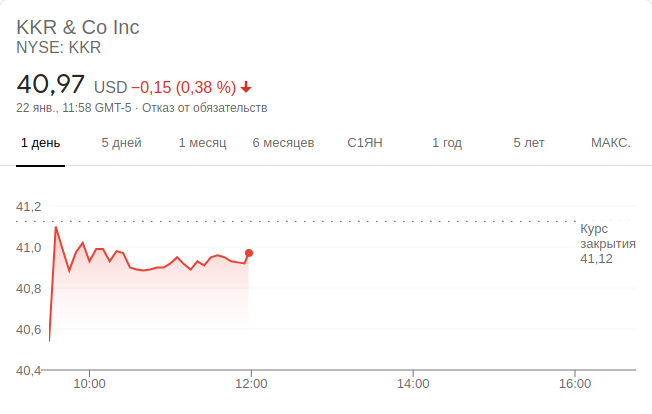 KKR & Co Inc
NYSE: KKR
40,97 USD −0,15 (0,38 %)
22 янв., 11:58 GMT-5 · Отказ от обязательств
1 день 5 дней 1 месяц 6 месяцев С1ЯН 1 год 5 лет МАКС.
41,2
Курс
закрытия
41,12
41,0
40,8
40,6
40,4
10:00 12:00 14:00 16:00